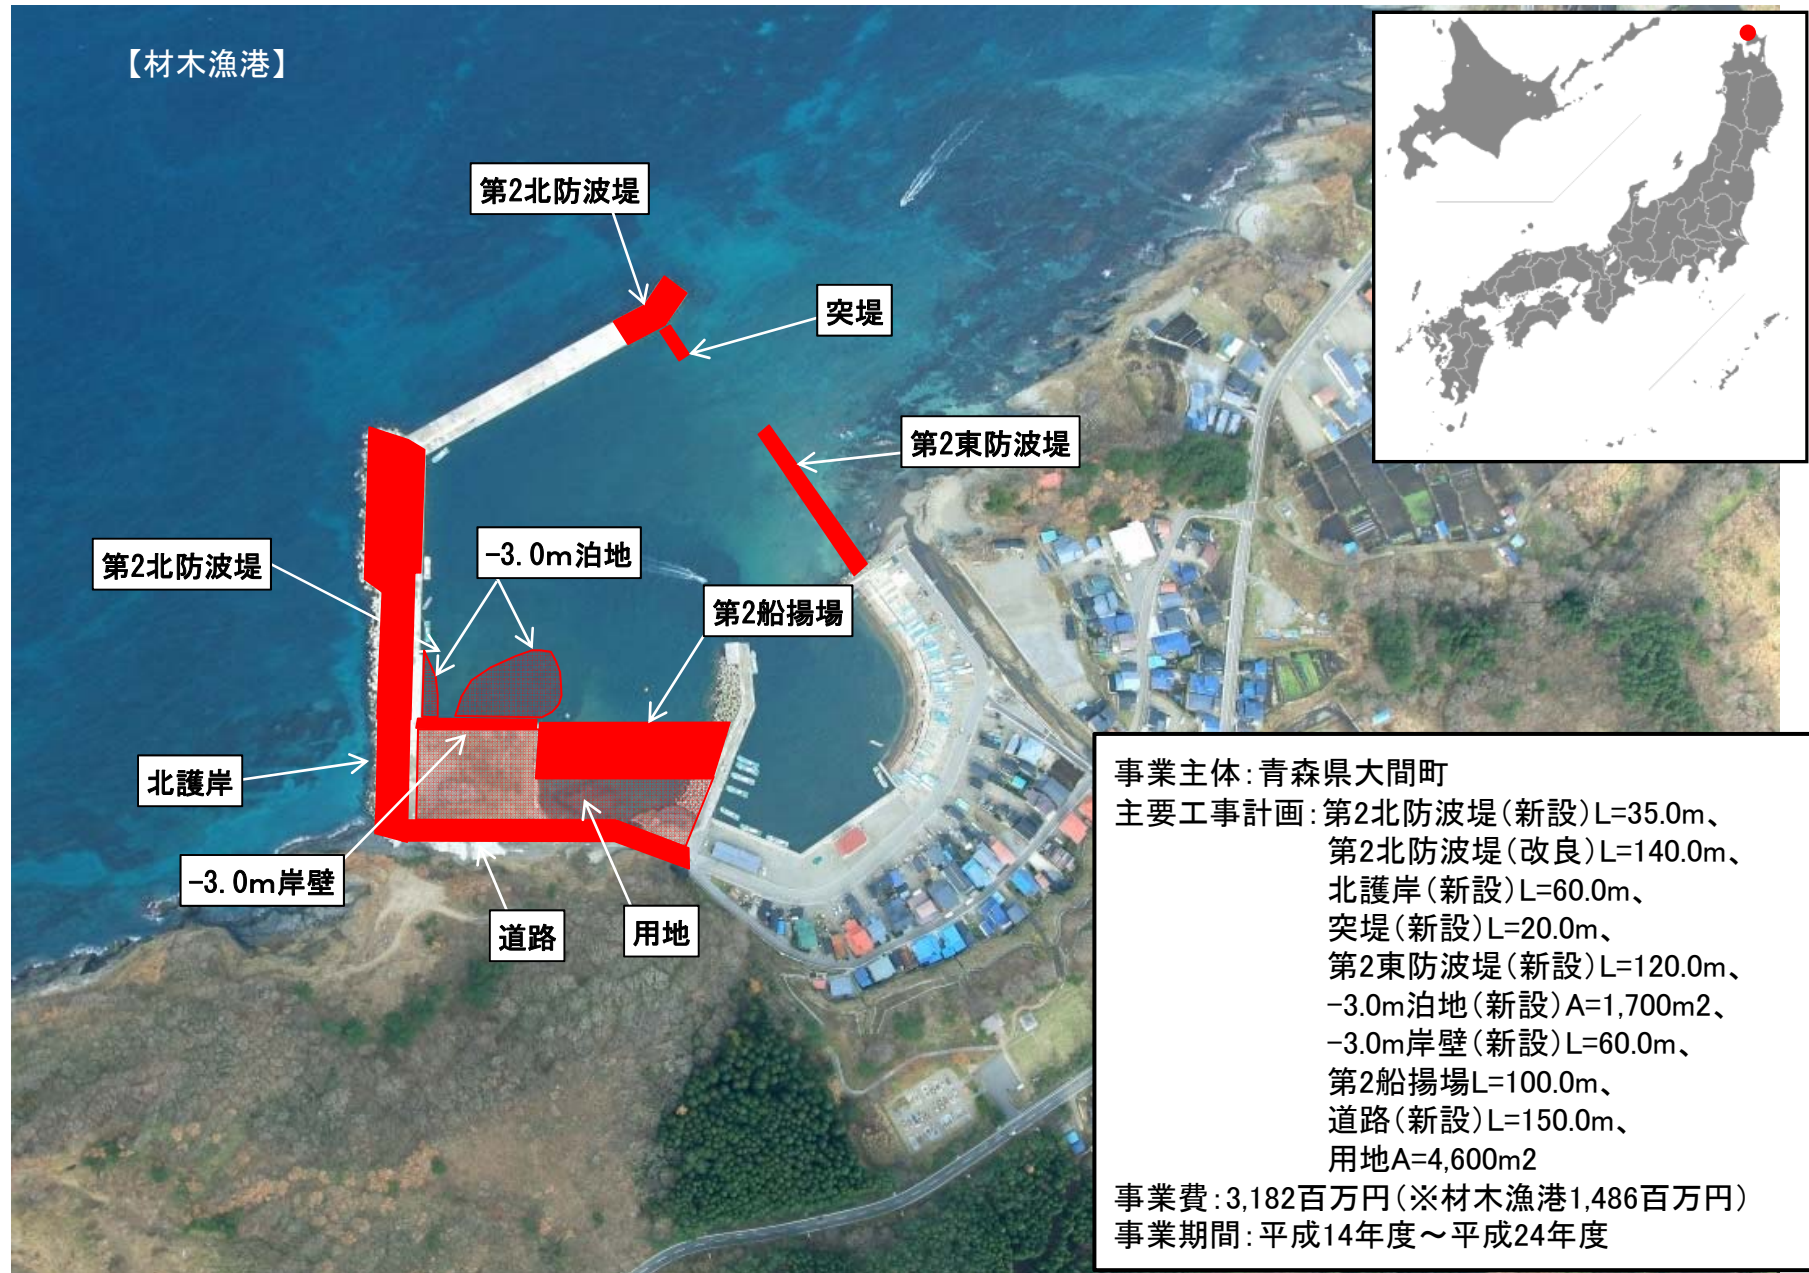 【材木漁港】
第2北防波堤
突堤
第2東防波堤
-3.0m泊地
第2北防波堤
第2船揚場
北護岸
-3.0m岸壁
道路
用地
事業主体:青森県大間町
主要工事計画:第2北防波堤(新設)L=35.0m、
第2北防波堤(改良)L=140.0m、
北護岸(新設)L=60.0m、
突堤(新設)L=20.0m、
第2東防波堤(新設)L=120.0m、
-3.0m泊地(新設)A=1,700m2、
-3.0m岸壁(新設)L=60.0m、
第2船揚場L=100.0m、
道路(新設)L=150.0m、
用地A=4,600m2
事業費:3,182百万円(※材木漁港1,486百万円)
事業期間:平成14年度～平成24年度